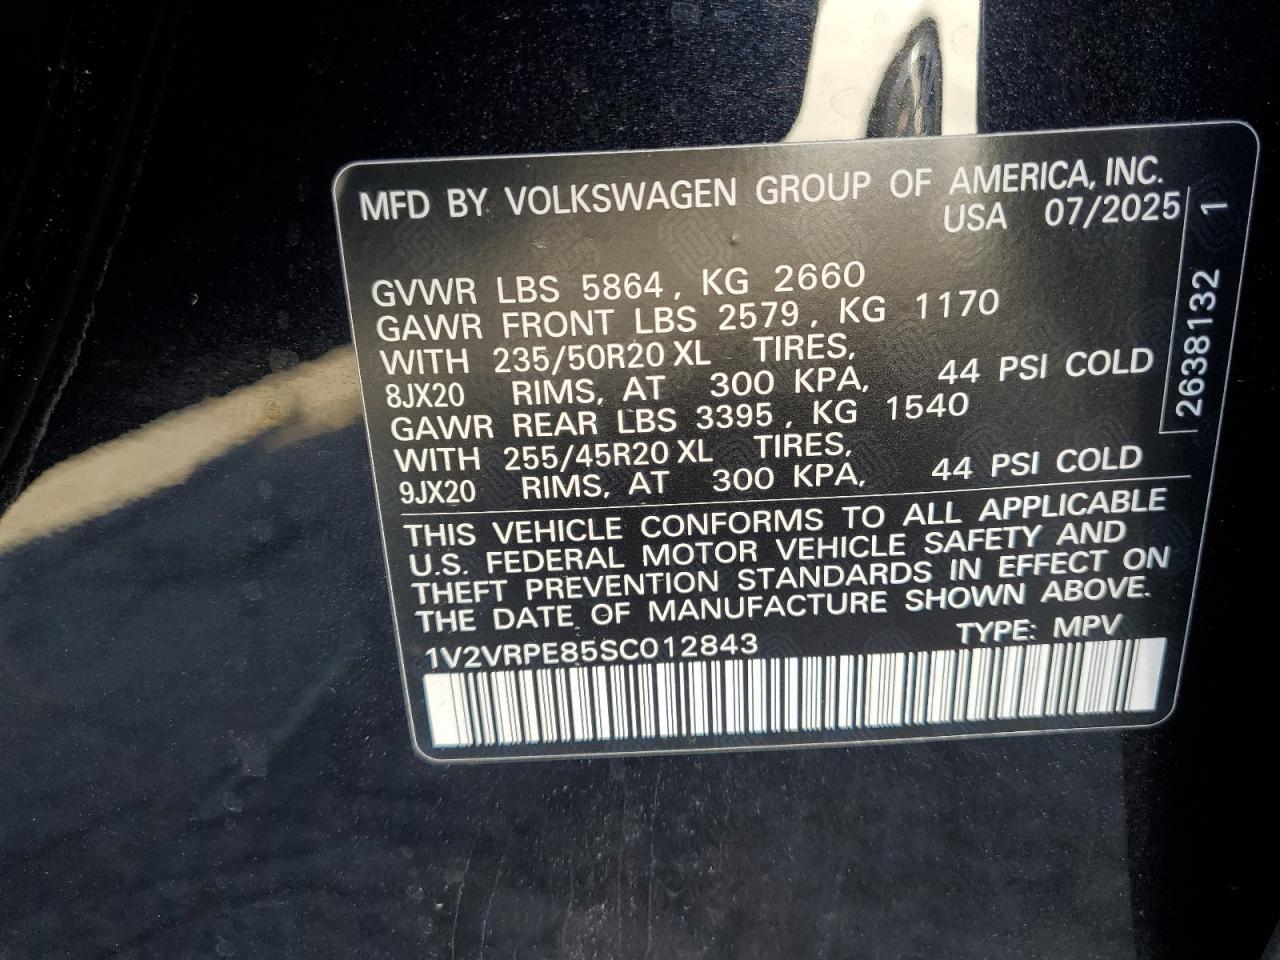 MFD BY VOLKSWAGEN GROUP OF AMERICA, INC.
USA 07/2025
GVWR LBS 5864, KG 2660
GAWR FRONT LBS 2579, KG 1170
WITH 235/50R20 XL TIRES,
8JX20 RIMS, AT 300 KPA, 44 PSI COLD
GAWR REAR LBS 3395, KG 1540
WITH 255/45R20 XL TIRES,
9JX20 RIMS, AT 300 KPA, 44 PSI COLD
THIS VEHICLE CONFORMS TO ALL APPLICABLE
U.S. FEDERAL MOTOR VEHICLE SAFETY AND
THEFT PREVENTION STANDARDS IN EFFECT ON
THE DATE OF MANUFACTURE SHOWN ABOVE.
1V2VRPE85SC012843 TYPE: MPV
2638132 1